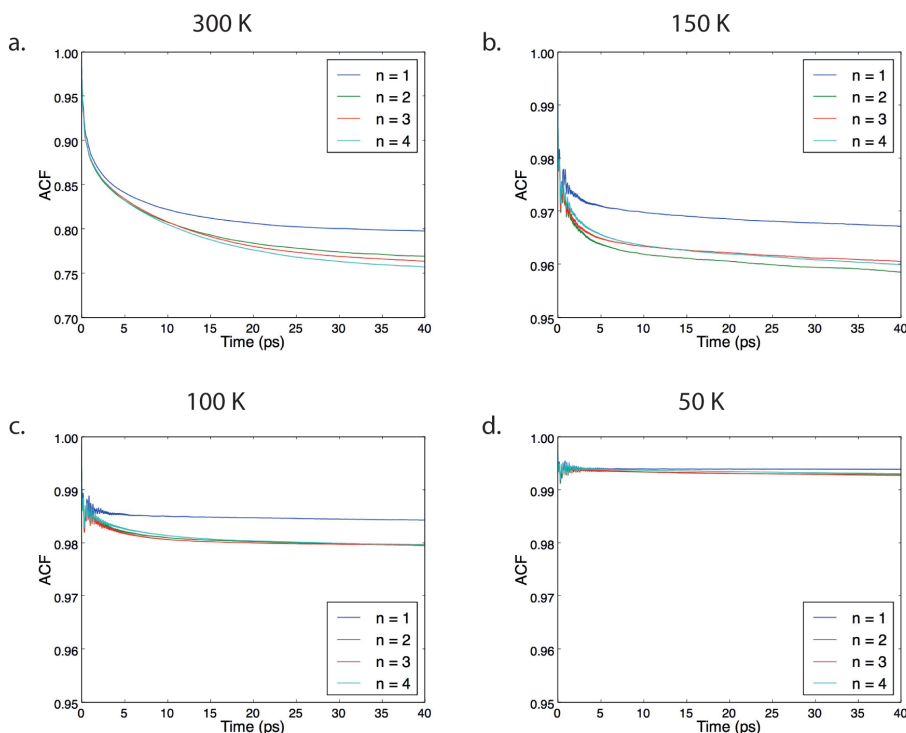 300 K
a.
1.00
0.95
0.90
0.85
0.80
0.75
0.70
ACF
n = 1
n = 2
n = 3
n = 4
0 5 10 15 20 25 30 35 40
Time (ps)
150 K
b.
1.00
0.99
0.98
0.97
0.96
0.95
ACF
n = 1
n = 2
n = 3
n = 4
0 5 10 15 20 25 30 35 40
Time (ps)
100 K
c.
1.00
0.99
0.98
0.97
0.96
0.95
ACF
n = 1
n = 2
n = 3
n = 4
0 5 10 15 20 25 30 35 40
Time (ps)
50 K
d.
1.00
0.99
0.98
0.97
0.96
0.95
ACF
n = 1
n = 2
n = 3
n = 4
0 5 10 15 20 25 30 35 40
Time (ps)